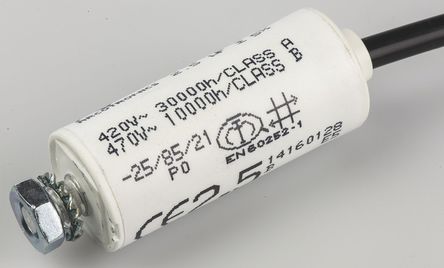 420V~ 30000h/CLASS A
470V~ 10000h/CLASS B
-25/85/21
P0
EN60252-1
14160128